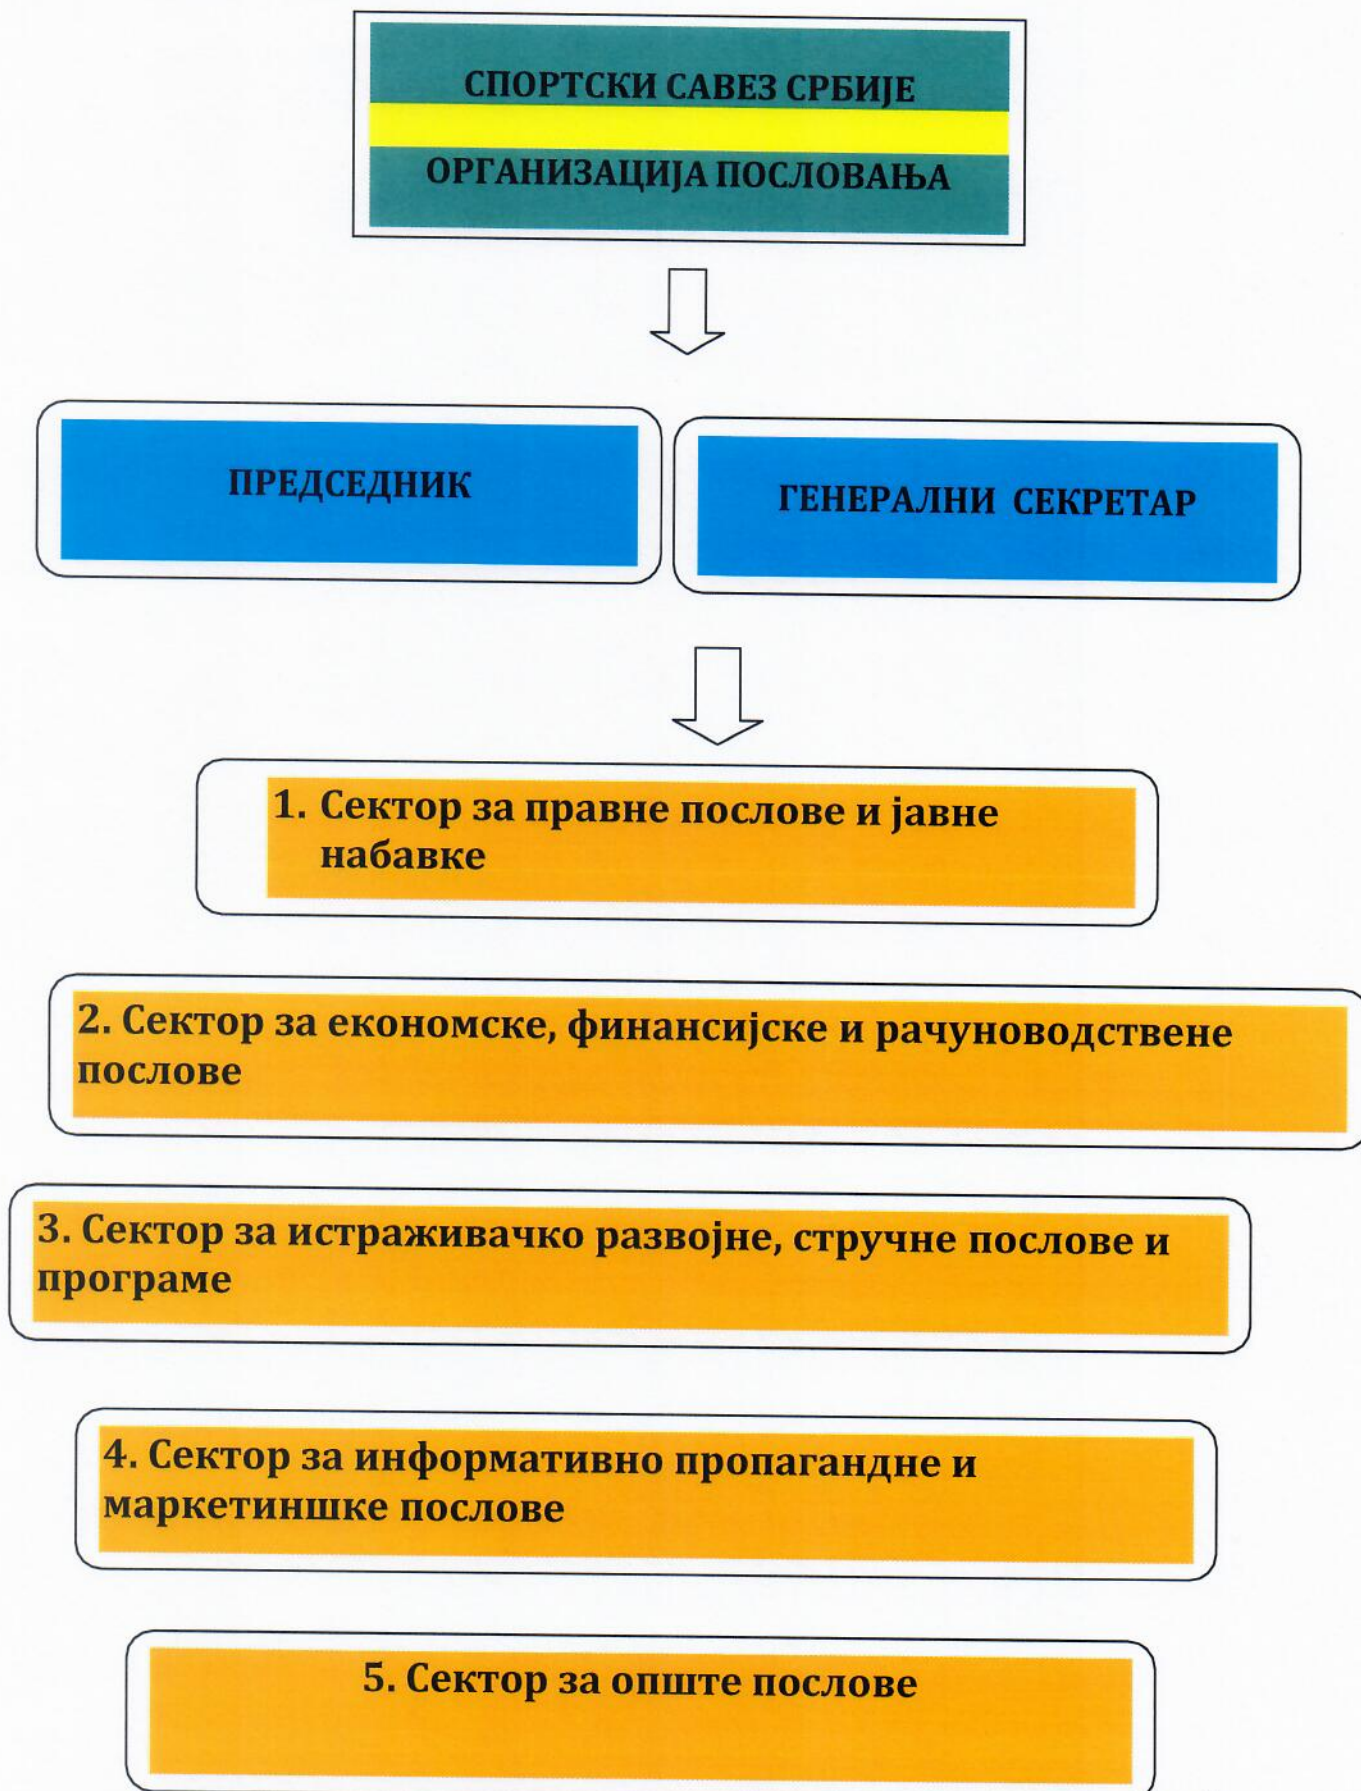 СПОРТСКИ САВЕЗ СРБИЈЕ
ОРГАНИЗАЦИЈА ПОСЛОВАЊА
ПРЕДСЕДНИК
ГЕНЕРАЛНИ СЕКРЕТАР
1. Сектор за правне послове и јавне
набавке
2. Сектор за економске, финансијске и рачуноводствене
послове
3. Сектор за истраживачко развојне, стручне послове и
програме
4. Сектор за информативно пропагандне и
маркетиншке послове
5. Сектор за опште послове